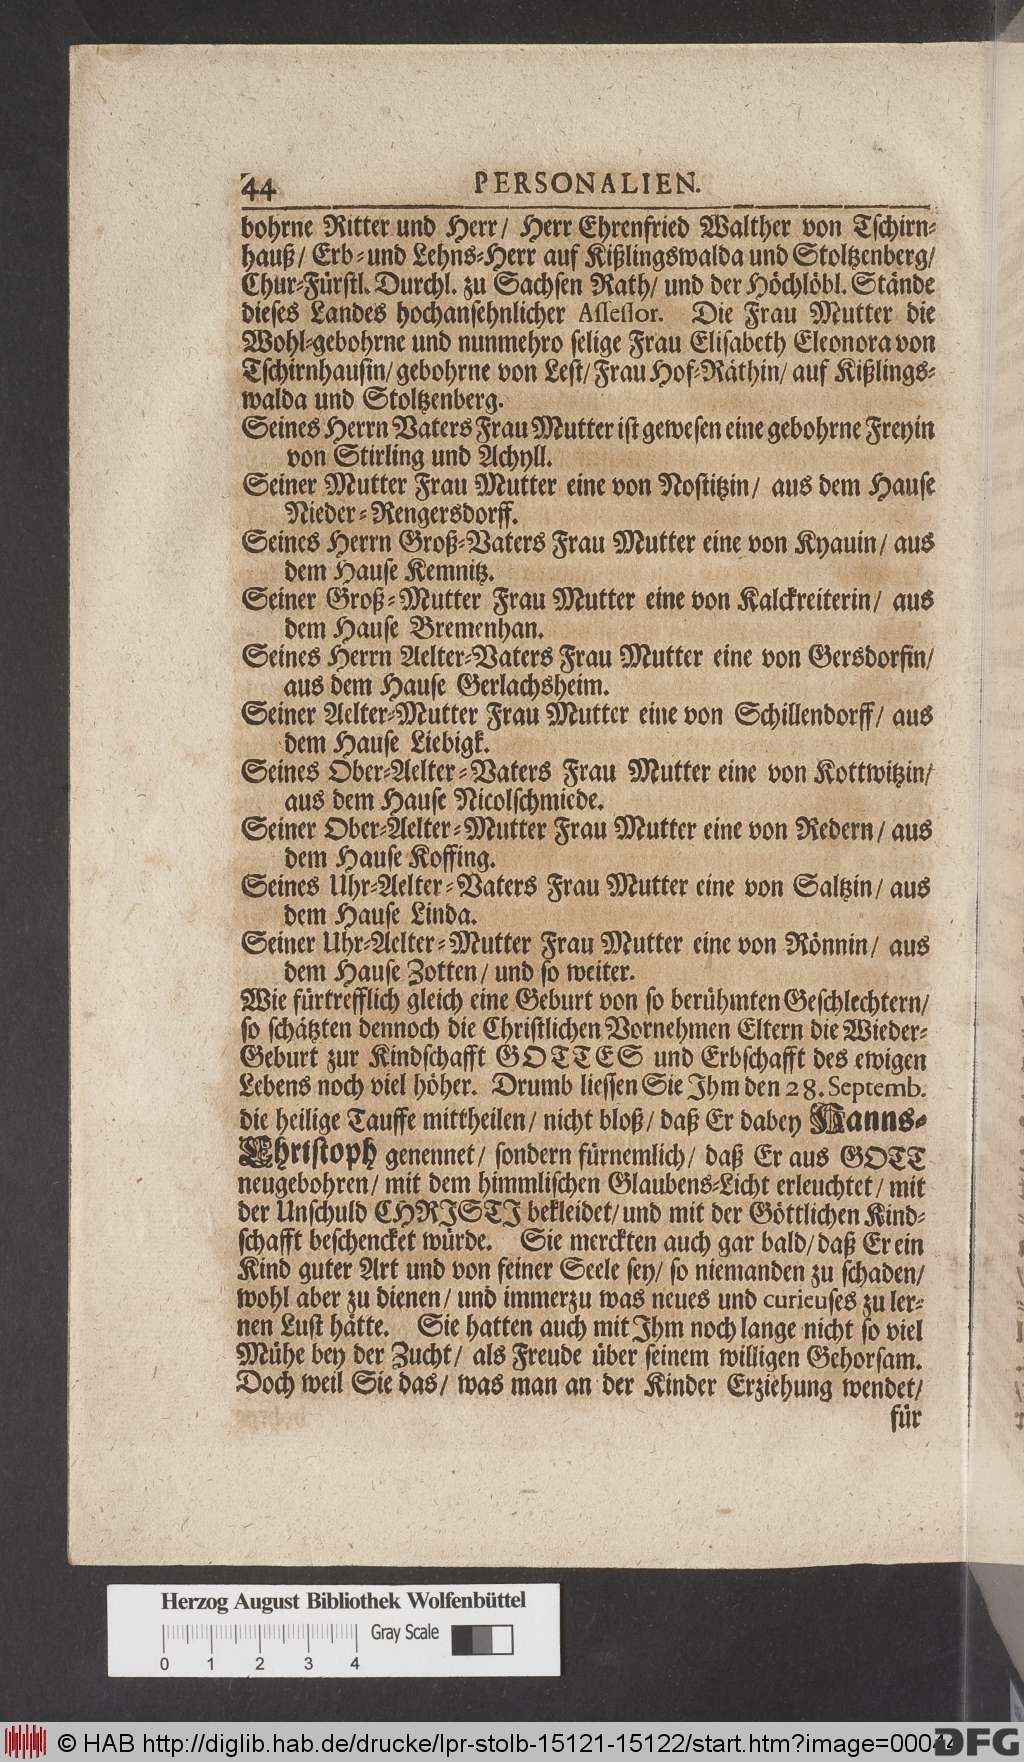 44 PERSONALIEN.
bohrne Ritter und Herr/ Herr Ehrenfried Walther von Tschirn-
hauß/ Erb- und Lehns-Herr auf Kißlingswalda und Stoltzenberg/
Chur-Fürstl. Durchl. zu Sachsen Rath/ und der Höchlöbl. Stände
dieses Landes hochansehnlicher Assessor. Die Frau Mutter die
Wohl-gebohrne und nunmehro selige Frau Elisabeth Eleonora von
Tschirnhausin/ gebohrne von Lest/ Frau Hof-Räthin/ auf Kißlings-
walda und Stoltzenberg.
Seines Herrn Vaters Frau Mutter ist gewesen eine gebohrne Freyin
von Stirling und Achyll.
Seiner Mutter Frau Mutter eine von Nostitzin/ aus dem Hause
Nieder-Rengersdorff.
Seines Herrn Groß-Vaters Frau Mutter eine von Kyauin/ aus
dem Hause Kemnitz.
Seiner Groß-Mutter Frau Mutter eine von Kalckreiterin/ aus
dem Hause Bremenhan.
Seines Herrn Aelter-Vaters Frau Mutter eine von Gersdorfin/
aus dem Hause Gerlachsheim.
Seiner Aelter-Mutter Frau Mutter eine von Schillendorff/ aus
dem Hause Liebigk.
Seines Ober-Aelter-Vaters Frau Mutter eine von Kottwitzin/
aus dem Hause Nicolschmiede.
Seiner Ober-Aelter-Mutter Frau Mutter eine von Redern/ aus
dem Hause Koffing.
Seines Uhr-Aelter-Vaters Frau Mutter eine von Saltzin/ aus
dem Hause Linda.
Seiner Uhr-Aelter-Mutter Frau Mutter eine von Rönnin/ aus
dem Hause Zotten/ und so weiter.
Wie fürtrefflich gleich eine Geburt von so berühmten Geschlechtern/
so schätzten dennoch die Christlichen Vornehmen Eltern die Wieder-
Geburt zur Kindschafft GOTTES und Erbschafft des ewigen
Lebens noch viel höher. Drumb liessen Sie Jhm den 28. Septemb.
die heilige Tauffe mittheilen/ nicht bloß/ daß Er dabey Hanns-
Christoph genennet/ sondern fürnemlich/ daß Er aus GOTT
neugebohren/ mit dem himmlischen Glaubens-Licht erleuchtet/ mit
der Unschuld CHRJSTJ bekleidet/ und mit der Göttlichen Kind-
schafft beschencket würde. Sie merckten auch gar bald/ daß Er ein
Kind guter Art und von feiner Seele sey/ so niemanden zu schaden/
wohl aber zu dienen/ und immerzu was neues und curieuses zu ler-
nen Lust hätte. Sie hatten auch mit Jhm noch lange nicht so viel
Mühe bey der Zucht/ als Freude über seinem willigen Gehorsam.
Doch weil Sie das/ was man an der Kinder Erziehung wendet/
für
Herzog August Bibliothek Wolfenbüttel
Gray Scale
0 1 2 3 4
© HAB http://diglib.hab.de/drucke/lpr-stolb-15121-15122/start.htm?image=00044
DFG